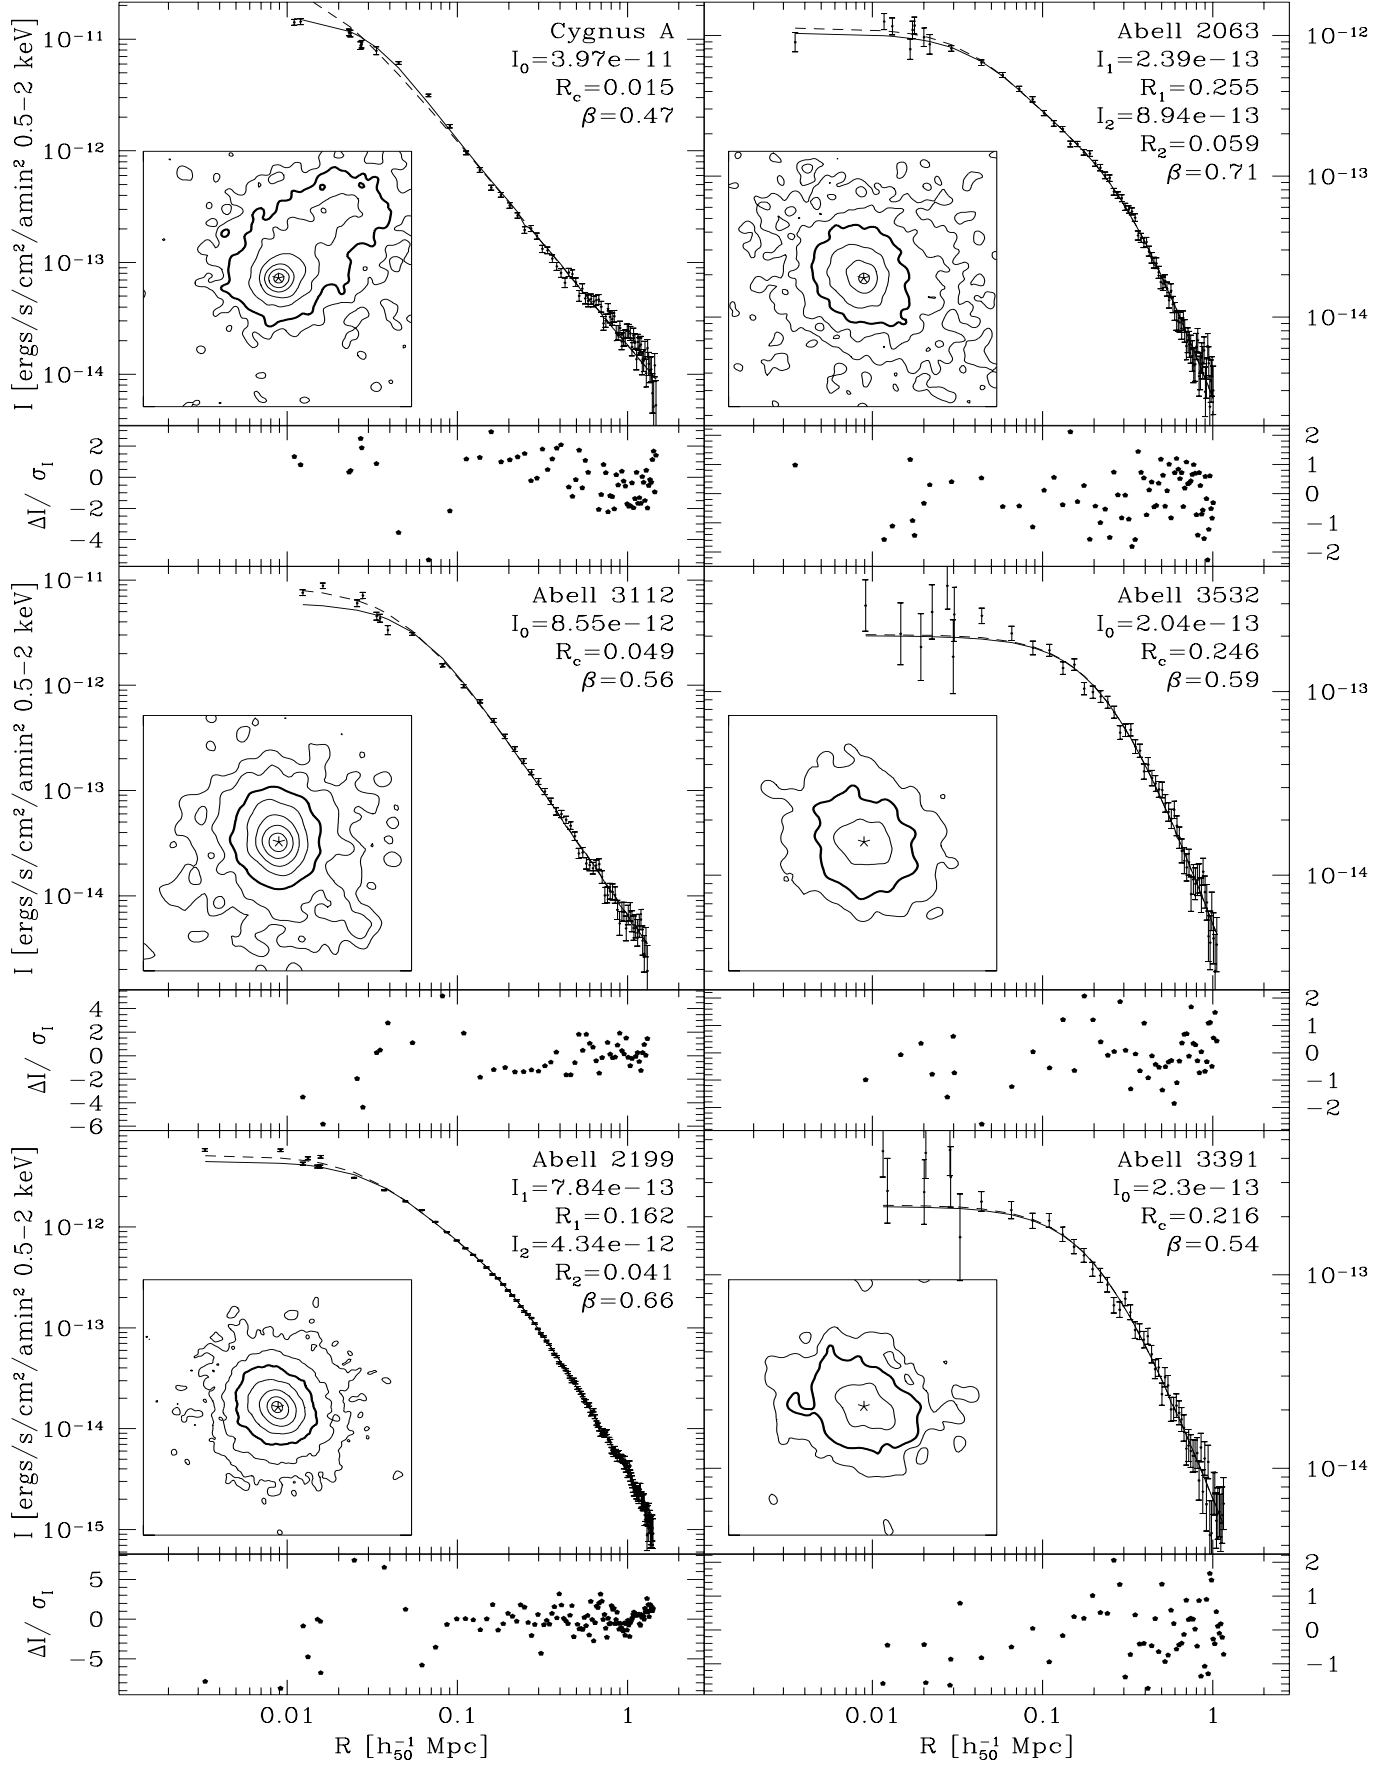 I [ergs/s/cm²/amin² 0.5−2 keV]
10⁻¹¹
10⁻¹²
10⁻¹³
10⁻¹⁴
Cygnus A
I₀=3.97e−11
R_c=0.015
β=0.47
Abell 2063
I₁=2.39e−13
R₁=0.255
I₂=8.94e−13
R₂=0.059
β=0.71
10⁻¹²
10⁻¹³
10⁻¹⁴
ΔI/ σ_I
2
0
−2
−4
2
1
0
−1
−2
I [ergs/s/cm²/amin² 0.5−2 keV]
10⁻¹¹
10⁻¹²
10⁻¹³
10⁻¹⁴
Abell 3112
I₀=8.55e−12
R_c=0.049
β=0.56
Abell 3532
I₀=2.04e−13
R_c=0.246
β=0.59
10⁻¹³
10⁻¹⁴
ΔI/ σ_I
4
2
0
−2
−4
−6
2
1
0
−1
−2
I [ergs/s/cm²/amin² 0.5−2 keV]
10⁻¹²
10⁻¹³
10⁻¹⁴
10⁻¹⁵
Abell 2199
I₁=7.84e−13
R₁=0.162
I₂=4.34e−12
R₂=0.041
β=0.66
Abell 3391
I₀=2.3e−13
R_c=0.216
β=0.54
10⁻¹³
10⁻¹⁴
ΔI/ σ_I
5
0
−5
2
1
0
−1
0.01 0.1 1
0.01 0.1 1
R [h₅₀⁻¹ Mpc]
R [h₅₀⁻¹ Mpc]